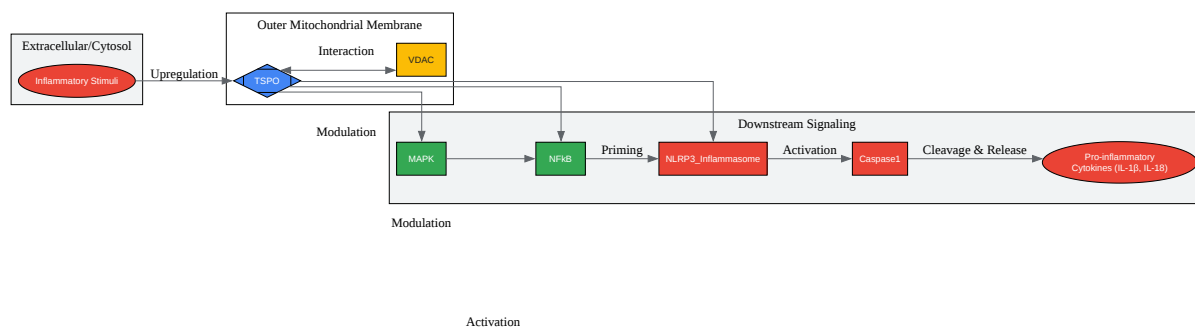 Outer Mitochondrial Membrane
Extracellular/Cytosol
Interaction
VDAC
Inflammatory Stimuli
Upregulation
TSPO
Modulation
Downstream Signaling
MAPK
NFkB
Priming
NLRP3_Inflammasome
Activation
Caspase1
Cleavage & Release
Pro-inflammatory
Cytokines (IL-1β, IL-18)
Modulation
Activation